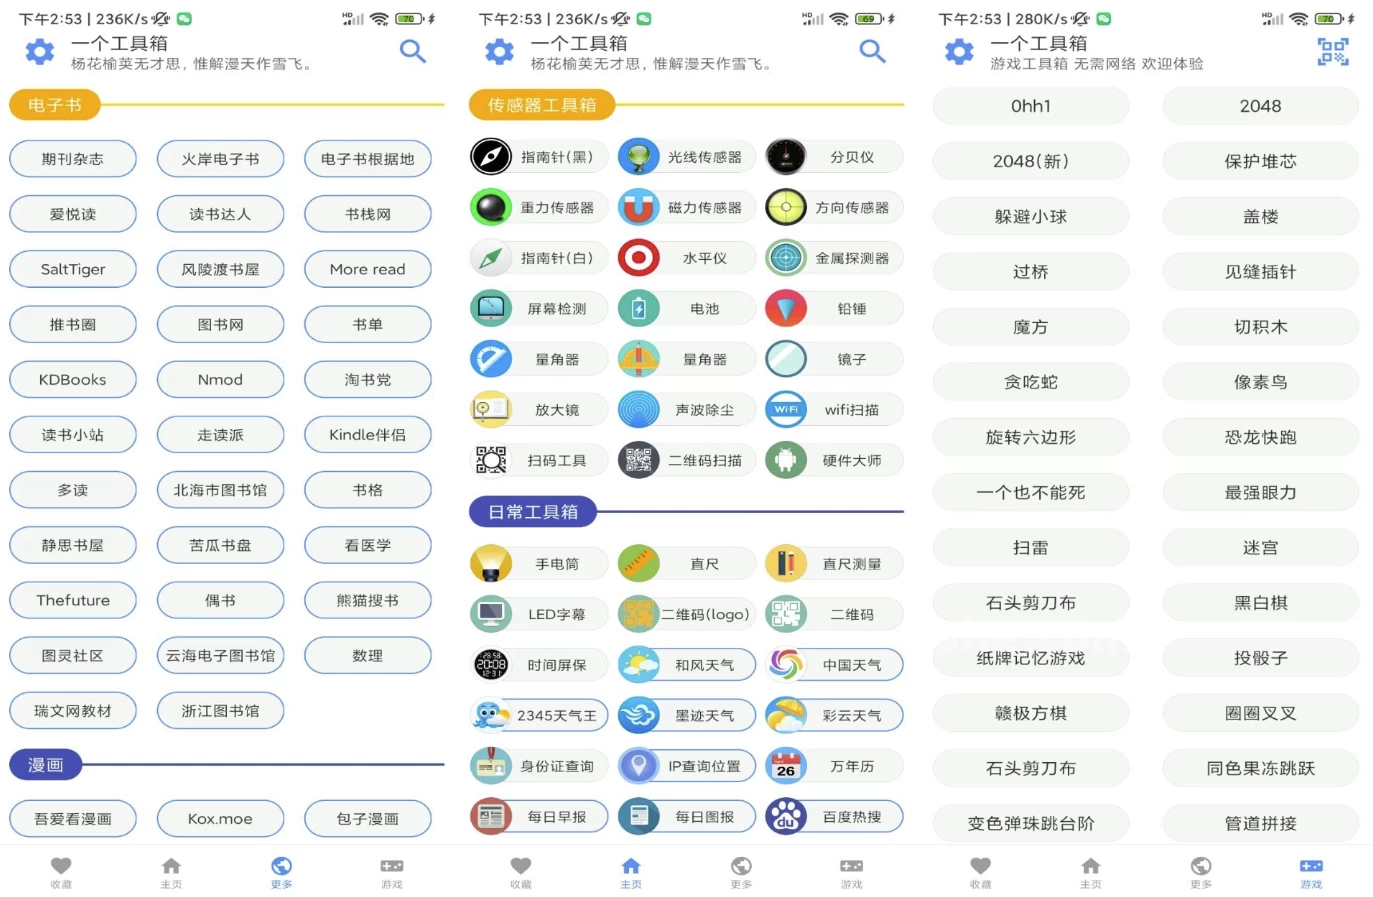 下午2:53 | 236K/s
HD
70
一个工具箱
杨花榆荚无才思，惟解漫天作雪飞。
电子书
期刊杂志 火岸电子书 电子书根据地
爱悦读 读书达人 书栈网
SaltTiger 风陵渡书屋 More read
推书圈 图书网 书单
KDBooks Nmod 淘书党
读书小站 走读派 Kindle伴侣
多读 北海市图书馆 书格
静思书屋 苦瓜书盘 看医学
Thefuture 偶书 熊猫搜书
图灵社区 云海电子图书馆 数理
瑞文网教材 浙江图书馆
漫画
吾爱看漫画 Kox.moe 包子漫画
收藏 主页 更多 游戏
下午2:53 | 236K/s
HD
69
一个工具箱
杨花榆荚无才思，惟解漫天作雪飞。
传感器工具箱
指南针(黑) 光线传感器 分贝仪
重力传感器 磁力传感器 方向传感器
指南针(白) 水平仪 金属探测器
屏幕检测 电池 铅锤
量角器 量角器 镜子
放大镜 声波除尘 WiFi wifi扫描
扫码工具 二维码扫描 硬件大师
日常工具箱
手电筒 直尺 直尺测量
LED字幕 二维码(logo) 二维码
20:08 时间屏保 和风天气 中国天气
2345天气王 墨迹天气 彩云天气
身份证查询 IP查询位置 26 万年历
每日早报 每日图报 du 百度热搜
收藏 主页 更多 游戏
下午2:53 | 280K/s
HD
70
一个工具箱
游戏工具箱 无需网络 欢迎体验
0hh1 2048
2048(新) 保护堆芯
躲避小球 盖楼
过桥 见缝插针
魔方 切积木
贪吃蛇 像素鸟
旋转六边形 恐龙快跑
一个也不能死 最强眼力
扫雷 迷宫
石头剪刀布 黑白棋
纸牌记忆游戏 投骰子
赣极方棋 圈圈叉叉
石头剪刀布 同色果冻跳跃
变色弹珠跳台阶 管道拼接
收藏 主页 更多 游戏